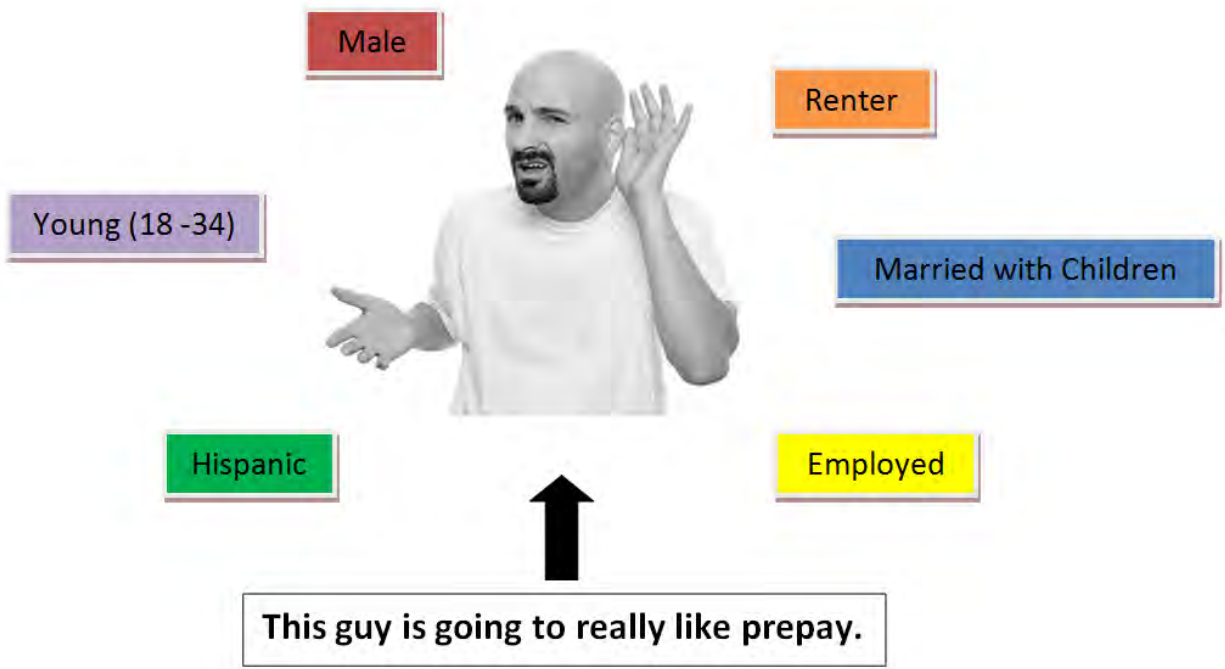 Male
Renter
Young (18 -34)
Married with Children
Hispanic
Employed
This guy is going to really like prepay.